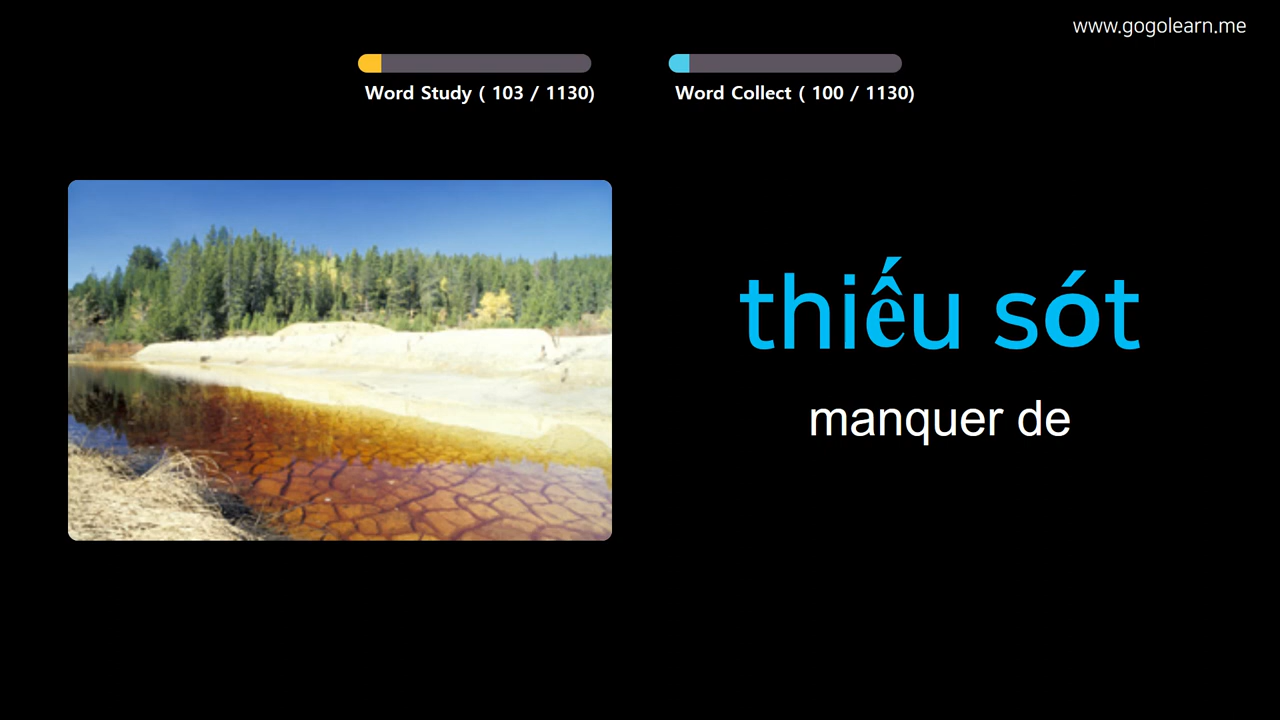 www.gogolearn.me
Word Study ( 103 / 1130)
Word Collect ( 100 / 1130)
thiếu sót
manquer de